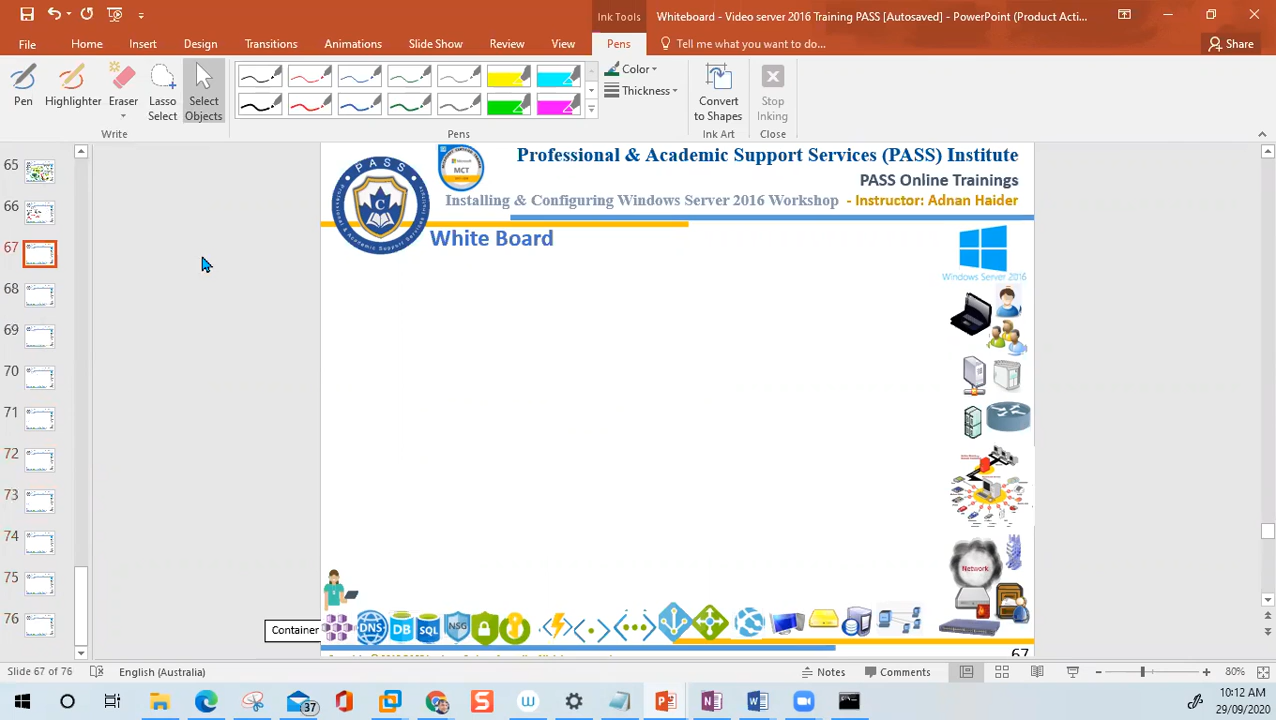 Ink Tools
Whiteboard - Video server 2016 Training PASS [Autosaved] - PowerPoint (Product Acti...
File
Home
Insert
Design
Transitions
Animations
Slide Show
Review
View
Pens
Tell me what you want to do...
Share
Pen
Highlighter
Eraser
Lasso
Select
Select
Objects
Color
Thickness
Convert
to Shapes
Stop
Inking
Write
Pens
Ink Art
Close
65
66
67
68
69
70
71
72
73
74
75
76
PASS
Professional & Academic Support Services (PASS) Institute
PASS Online Trainings
Installing & Configuring Windows Server 2016 Workshop - Instructor: Adnan Haider
Microsoft
MCT
C
White Board
Windows Server 2016
Network
Container
DNS
DB
SQL
NSG
67
Slide 67 of 76
English (Australia)
Notes
Comments
80%
37
10:12 AM
29/09/2020